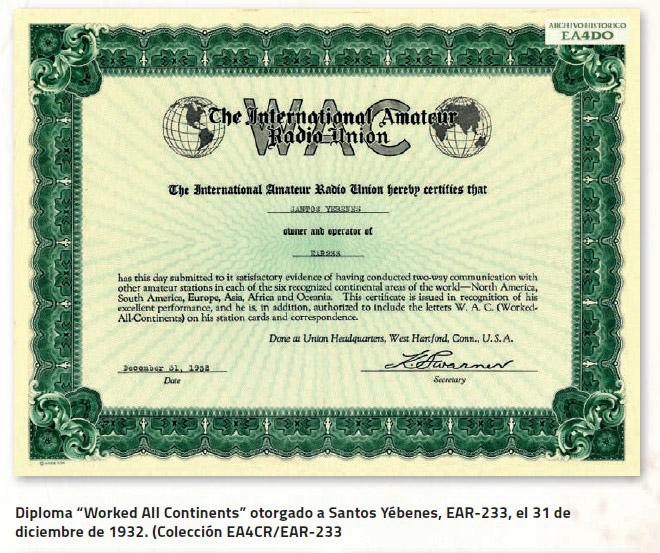 ARCHIVO HISTORICO
EA4DO
WAC
The International Amateur
Radio Union
The International Amateur Radio Union hereby certifies that
SANTOS YEBENES
owner and operator of
EAR233
has this day submitted to it satisfactory evidence of having conducted two-way communication with
other amateur stations in each of the six recognized continental areas of the world—North America,
South America, Europe, Asia, Africa and Oceania. This certificate is issued in recognition of his
excellent performance, and he is, in addition, authorized to include the letters W. A. C. (Worked-
All-Continents) on his station cards and correspondence.
Done at Union Headquarters, West Hartford, Conn., U. S. A.
December 31, 1932
Date
Secretary
Diploma “Worked All Continents” otorgado a Santos Yébenes, EAR-233, el 31 de
diciembre de 1932. (Colección EA4CR/EAR-233